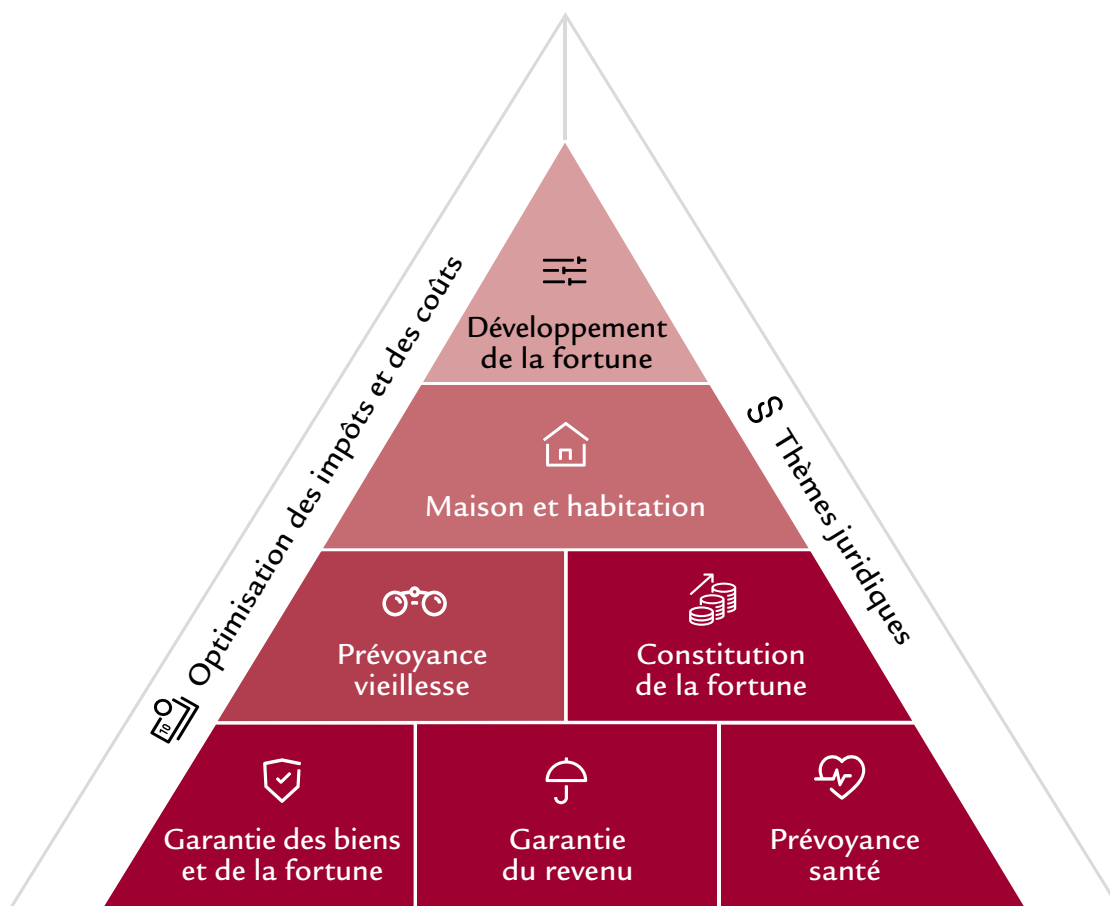 Développement
de la fortune
Optimisation des impôts et des coûts
§ Thèmes juridiques
Maison et habitation
Prévoyance
vieillesse
Constitution
de la fortune
10
Garantie des biens
et de la fortune
Garantie
du revenu
Prévoyance
santé